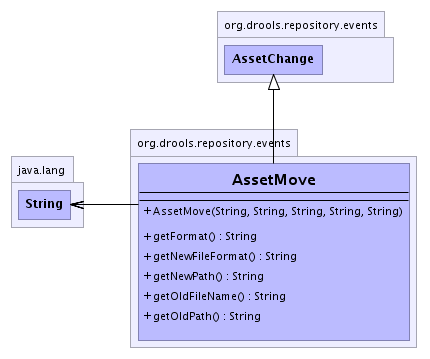 org.drools.repository.events
AssetChange
org.drools.repository.events
java.lang
AssetMove
String
+ AssetMove(String, String, String, String, String)
+ getFormat() : String
+ getNewFileFormat() : String
+ getNewPath() : String
+ getOldFileName() : String
+ getOldPath() : String